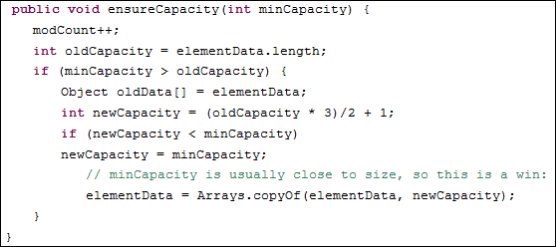 public void ensureCapacity(int minCapacity) {
modCount++;
int oldCapacity = elementData.length;
if (minCapacity > oldCapacity) {
Object oldData[] = elementData;
int newCapacity = (oldCapacity * 3)/2 + 1;
if (newCapacity < minCapacity)
newCapacity = minCapacity;
// minCapacity is usually close to size, so this is a win:
elementData = Arrays.copyOf(elementData, newCapacity);
}
}